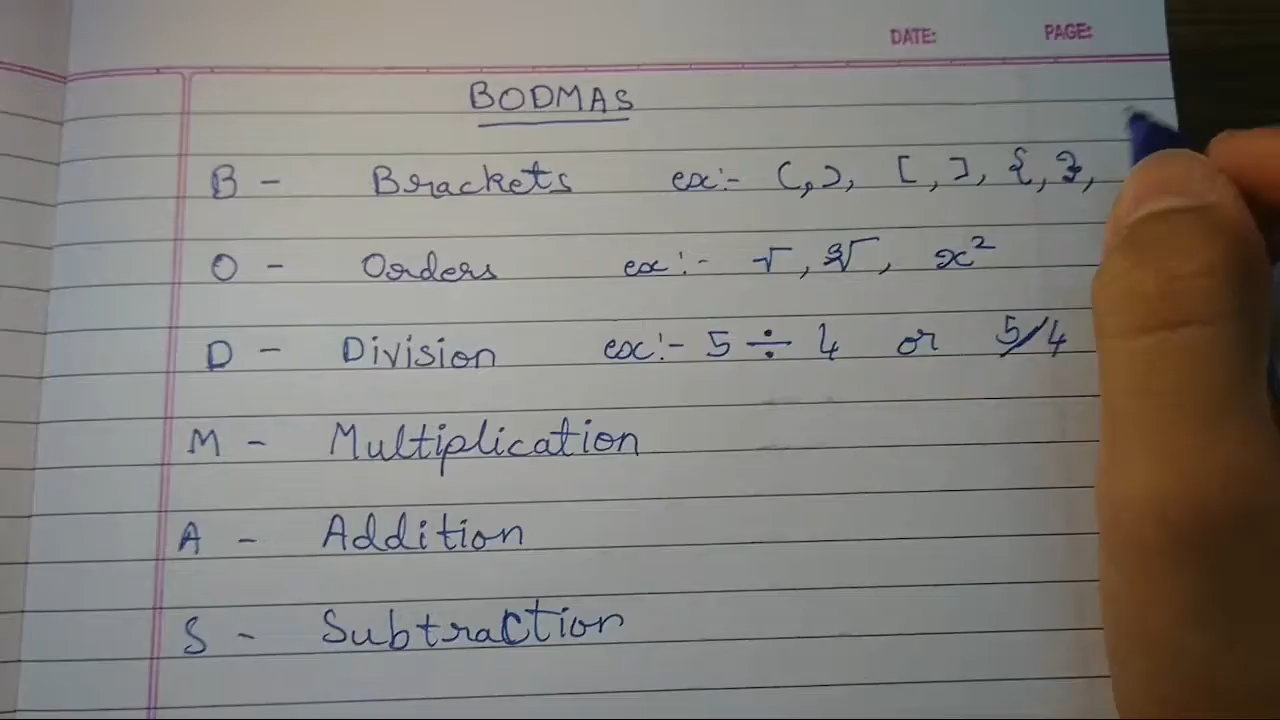 DATE: PAGE:
BODMAS
B - Brackets ex:- (,), [,], {,},
O - Orders ex:- √, ∛, x²
D - Division ex:- 5 ÷ 4 or 5/4
M - Multiplication
A - Addition
S - Subtraction